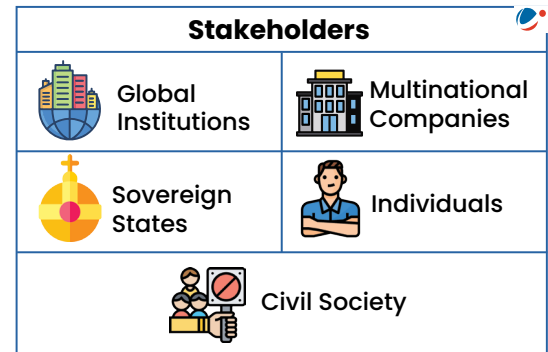 Stakeholders
Global
Institutions
Multinational
Companies
Sovereign
States
Individuals
Civil Society